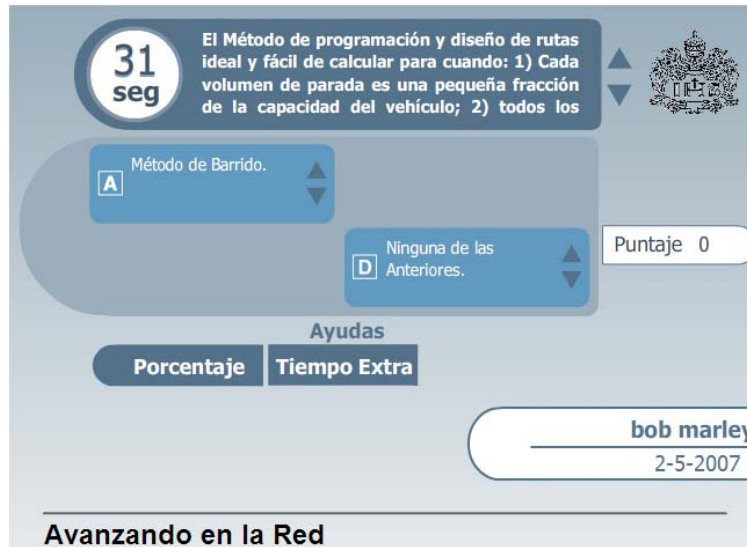 31
seg
El Método de programación y diseño de rutas
ideal y fácil de calcular para cuando: 1) Cada
volumen de parada es una pequeña fracción
de la capacidad del vehículo; 2) todos los
A
Método de Barrido.
D
Ninguna de las
Anteriores.
Puntaje 0
Ayudas
Porcentaje
Tiempo Extra
bob marley
2-5-2007
Avanzando en la Red